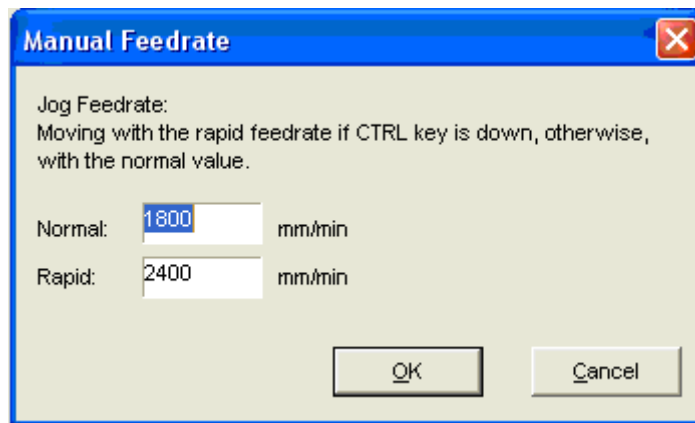 Manual Feedrate
Jog Feedrate:
Moving with the rapid feedrate if CTRL key is down, otherwise,
with the normal value.
Normal: 1800 mm/min
Rapid: 2400 mm/min
OK Cancel